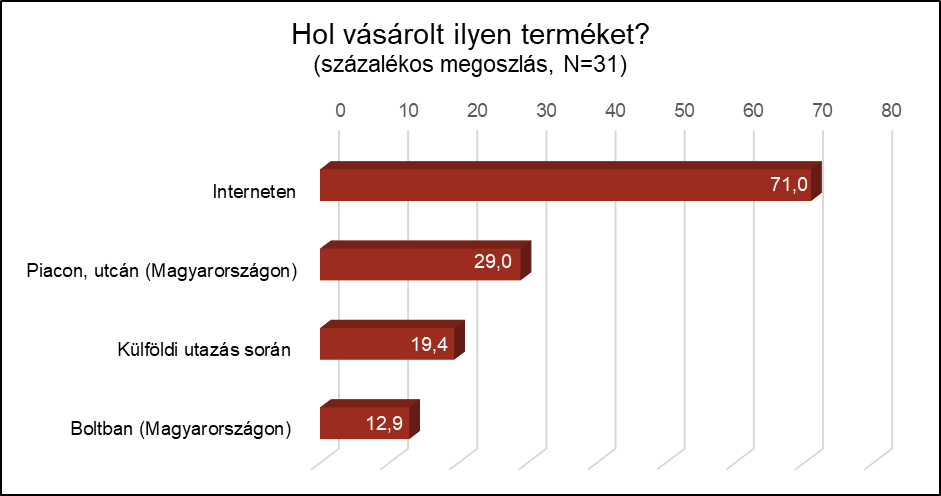 Hol vásárolt ilyen terméket?
(százalékos megoszlás, N=31)
0 10 20 30 40 50 60 70 80
Interneten 71,0
Piacon, utcán (Magyarországon) 29,0
Külföldi utazás során 19,4
Boltban (Magyarországon) 12,9